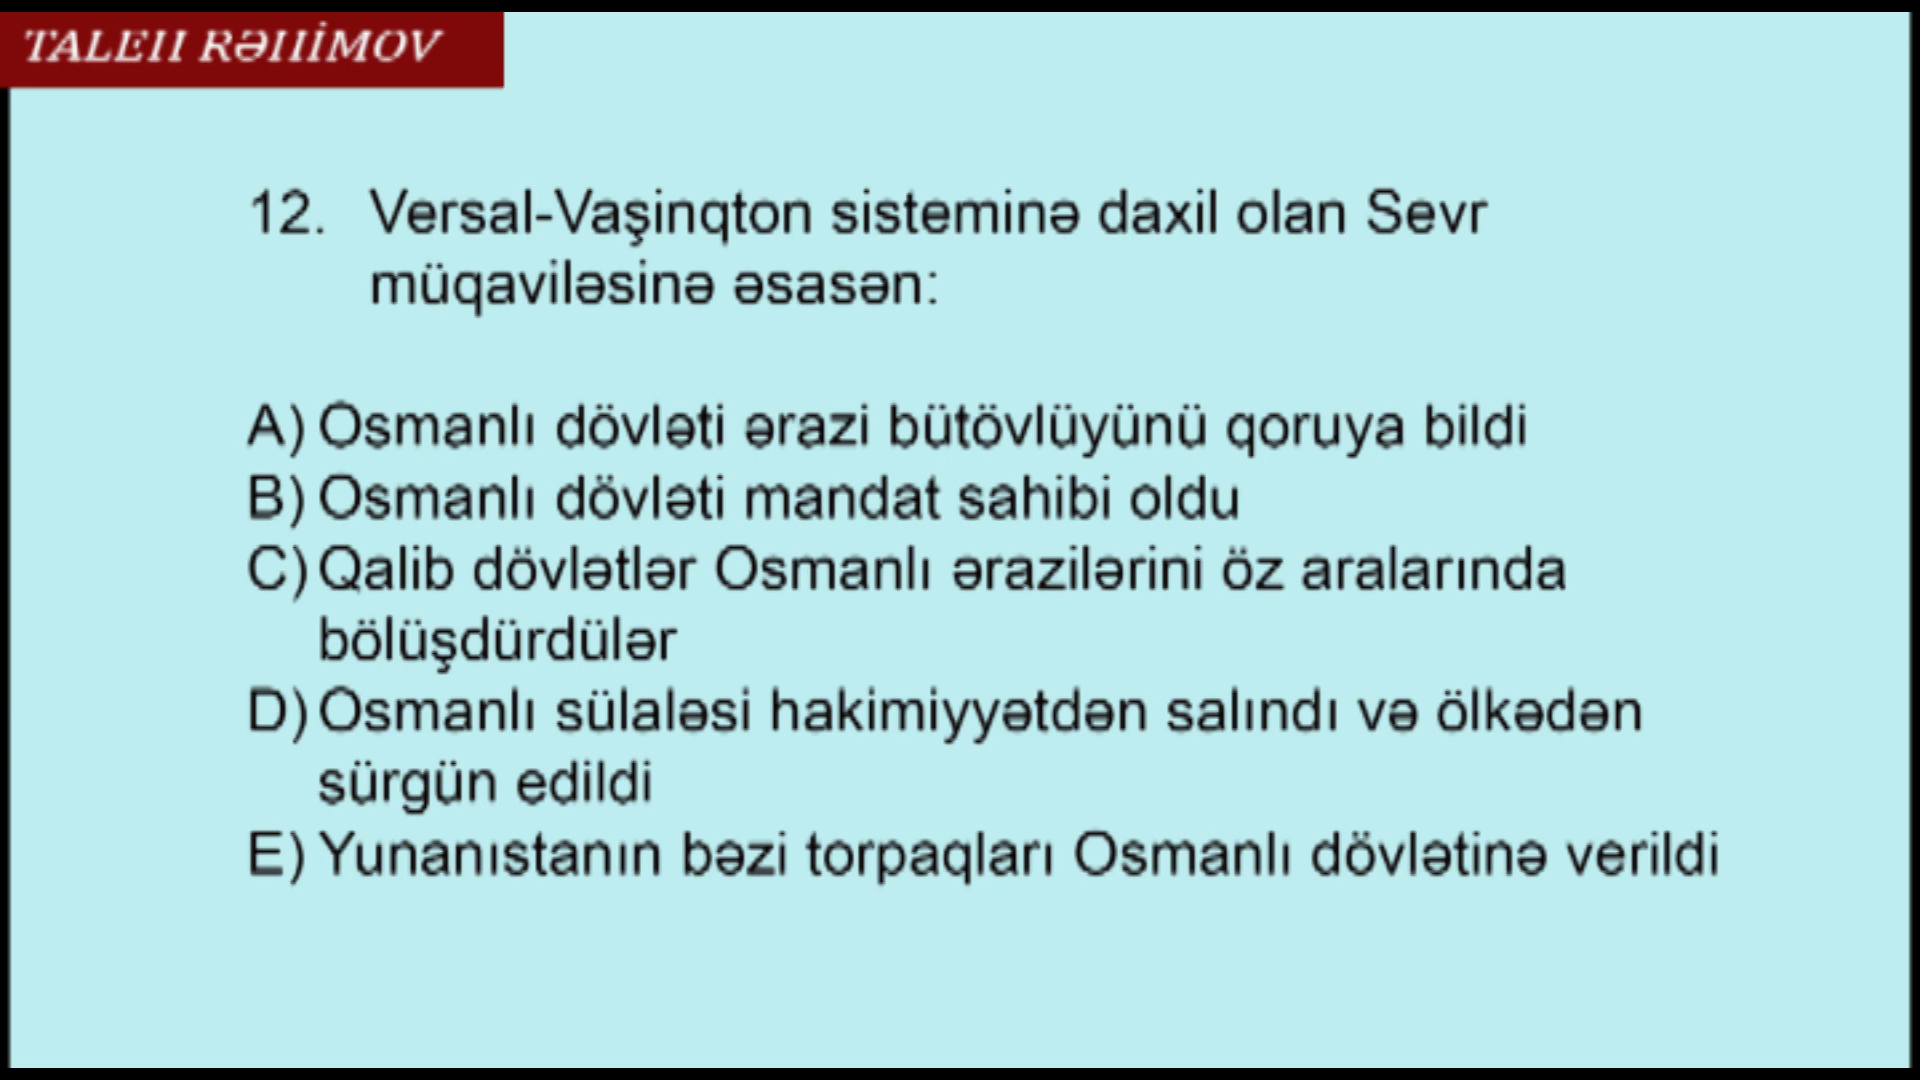 TALEH RƏHİMOV
12. Versal-Vaşinqton sisteminə daxil olan Sevr
müqaviləsinə əsasən:
A) Osmanlı dövləti ərazi bütövlüyünü qoruya bildi
B) Osmanlı dövləti mandat sahibi oldu
C) Qalib dövlətlər Osmanlı ərazilərini öz aralarında
bölüşdürdülər
D) Osmanlı sülaləsi hakimiyyətdən salındı və ölkədən
sürgün edildi
E) Yunanıstanın bəzi torpaqları Osmanlı dövlətinə verildi